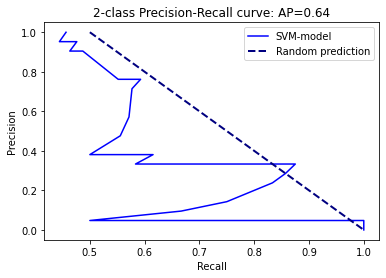 2-class Precision-Recall curve: AP=0.64
SVM-model
Random prediction
Precision
1.0
0.8
0.6
0.4
0.2
0.0
0.5
0.6
0.7
0.8
0.9
1.0
Recall